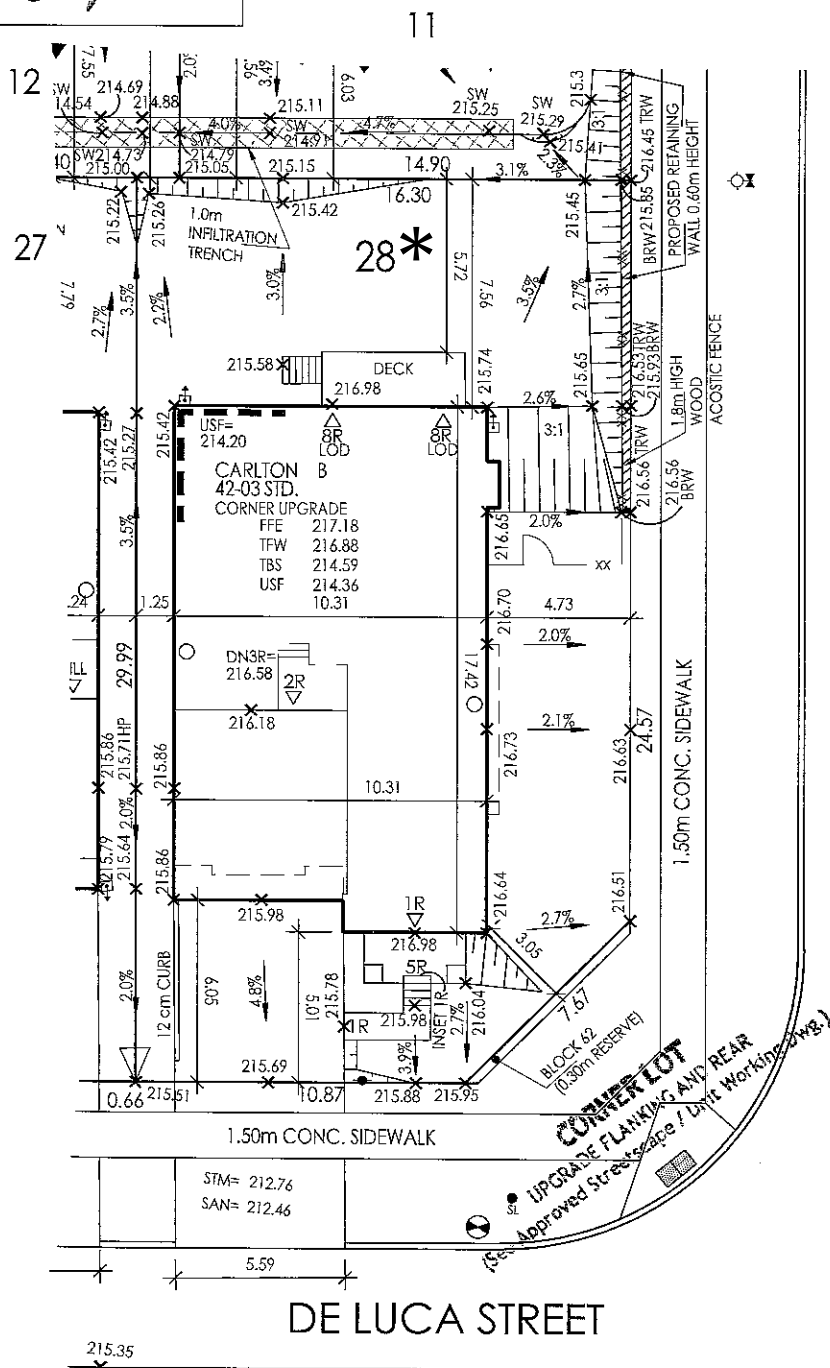 11
12
7.55
2.0
.56
3.46
6.03
SW
214.54
214.69
214.88
215.11
SW
215.25
SW
215.29
215.3
3:1
4.0%
SW
214.91
4.7%
215.41
2.3%
SW
214.73
SW
214.79
215.00
215.05
215.15
14.90
3.1%
16.30
215.22
215.26
215.42
215.45
1.0m
INFILTRATION
TRENCH
216.45 TRW
BRW 215.85
PROPOSED RETAINING
WALL 0.60m HEIGHT
27
28*
7.79
2.7%
3.5%
2.2%
3.0%
5.72
7.56
3.5%
2.7%
3:1
215.58
DECK
216.98
215.74
215.65
216.53TRW
215.93BRW
1.8m HIGH
WOOD
ACOSTIC FENCE
215.42
215.27
215.42
USF=
214.20
8R
LOD
8R
LOD
2.6%
3:1
216.56 TRW
216.56
BRW
CARLTON B
42-03 STD.
CORNER UPGRADE
FFE 217.18
TFW 216.88
TBS 214.59
USF 214.36
10.31
3.5%
216.65
2.0%
XX
.24
1.25
216.70
4.73
2.0%
29.99
DN3R=
216.58
2R
216.18
17.42
2.1%
216.73
216.63
24.57
1.50m CONC. SIDEWALK
215.86
215.71HP
215.86
10.31
2.0%
215.79
215.64
215.86
215.98
1R
216.98
216.64
2.7%
216.51
3.05
12 cm CURB
2.0%
6.05
4.8%
5.01
215.78
1R
5R
215.98
INSET 1R
2.7%
216.04
7.67
3.9%
BLOCK 62
(0.30m RESERVE)
0.66
215.61
215.69
10.87
215.88
215.95
1.50m CONC. SIDEWALK
CORNER LOT
UPGRADE FLANKING AND REAR
(See Approved Streetscape / Unit Working Dwg.)
STM= 212.76
SAN= 212.46
SL
5.59
DE LUCA STREET
215.35